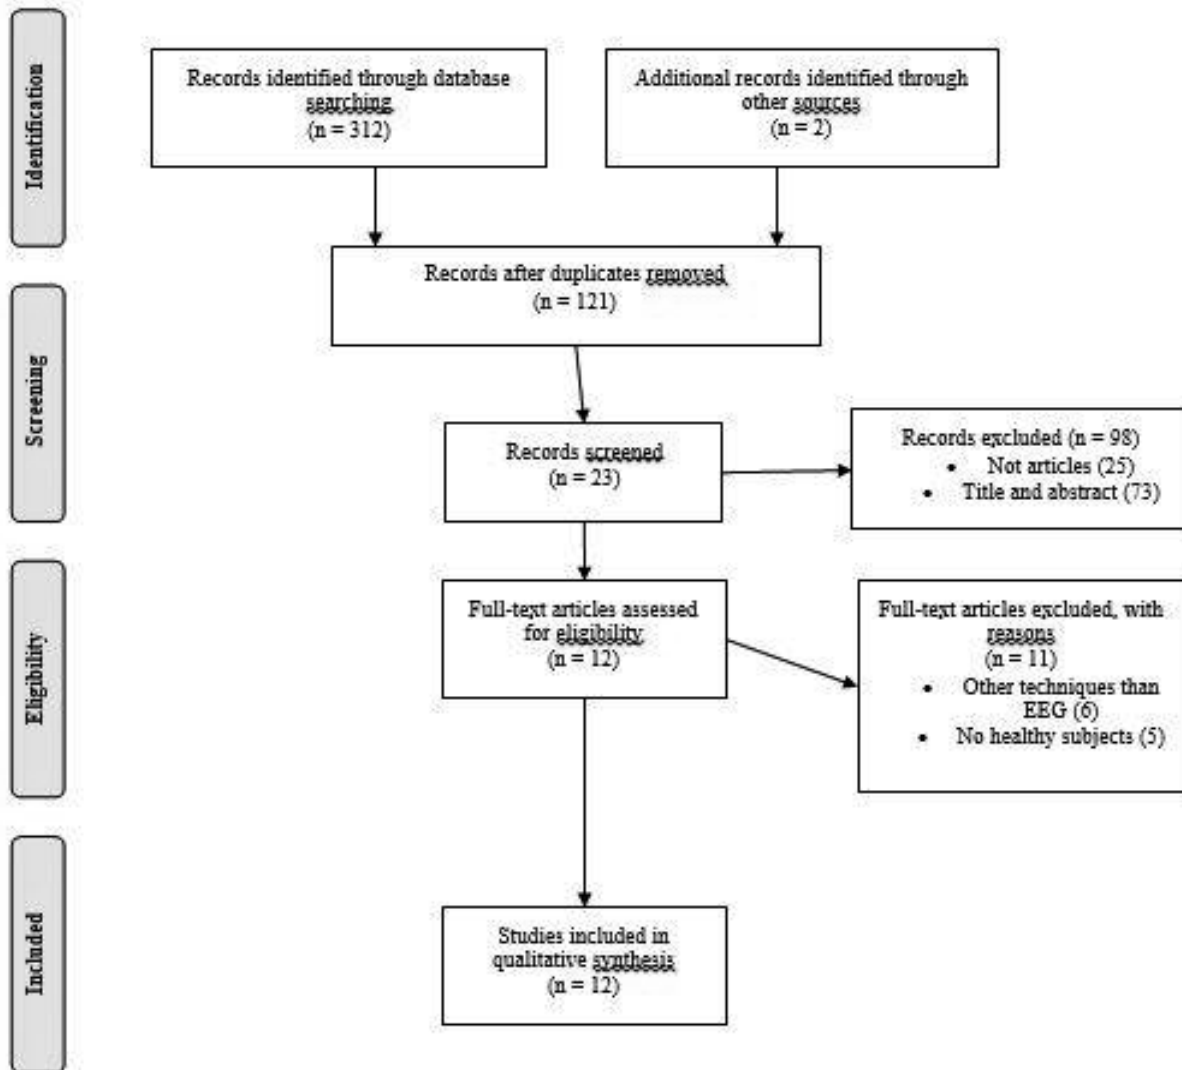 Identification
Records identified through database
searching
(n = 312)
Additional records identified through
other sources
(n = 2)
Records after duplicates removed
(n = 121)
Screening
Records screened
(n = 23)
Records excluded (n = 98)
• Not articles (25)
• Title and abstract (73)
Eligibility
Full-text articles assessed
for eligibility
(n = 12)
Full-text articles excluded, with
reasons
(n = 11)
• Other techniques than
EEG (6)
• No healthy subjects (5)
Included
Studies included in
qualitative synthesis
(n = 12)